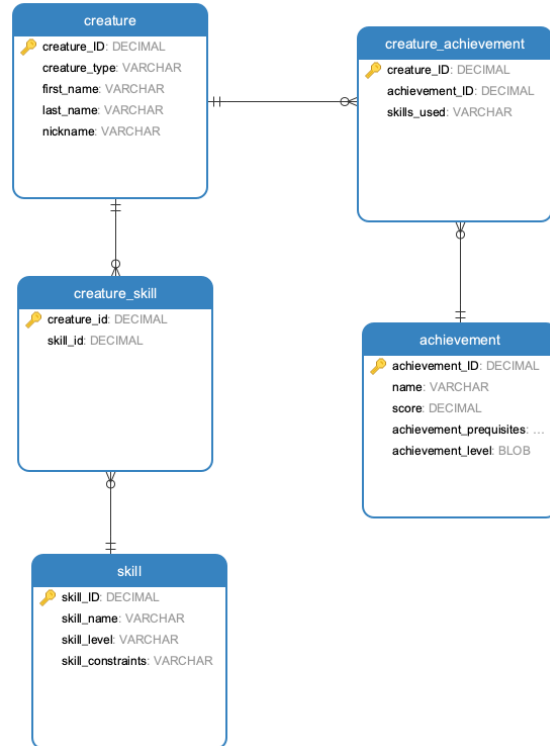 creature
creature_ID: DECIMAL
creature_type: VARCHAR
first_name: VARCHAR
last_name: VARCHAR
nickname: VARCHAR
creature_achievement
creature_ID: DECIMAL
achievement_ID: DECIMAL
skills_used: VARCHAR
creature_skill
creature_id: DECIMAL
skill_id: DECIMAL
achievement
achievement_ID: DECIMAL
name: VARCHAR
score: DECIMAL
achievement_prequisites: ...
achievement_level: BLOB
skill
skill_ID: DECIMAL
skill_name: VARCHAR
skill_level: VARCHAR
skill_constraints: VARCHAR